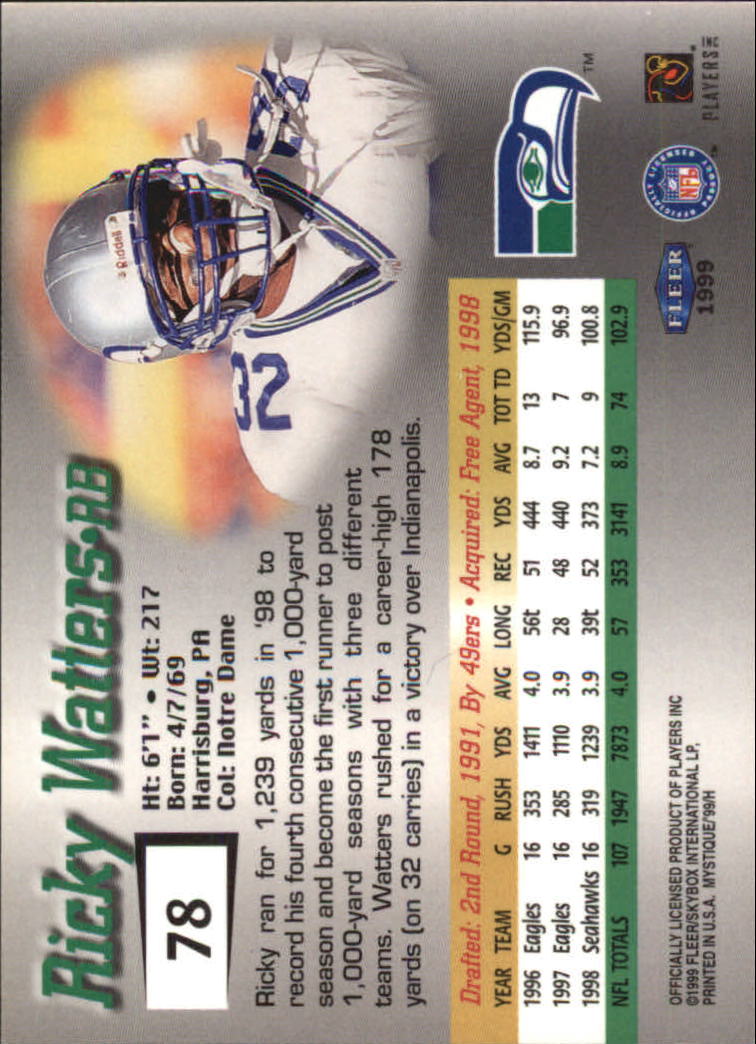 Ricky Watters•RB
78
Ht: 6'1" • Wt: 217
Born: 4/7/69
Harrisburg, PA
Col: Notre Dame
Riddell
32
Ricky ran for 1,239 yards in '98 to
record his fourth consecutive 1,000-yard
season and become the first runner to post
1,000-yard seasons with three different
teams. Watters rushed for a career-high 178
yards (on 32 carries) in a victory over Indianapolis.
Drafted: 2nd Round, 1991, By 49ers • Acquired: Free Agent, 1998
YEAR TEAM G RUSH YDS AVG LONG REC YDS AVG TOT TD YDS/GM
1996 Eagles 16 353 1411 4.0 56t 51 444 8.7 13 115.9
1997 Eagles 16 285 1110 3.9 28 48 440 9.2 7 96.9
1998 Seahawks 16 319 1239 3.9 39t 52 373 7.2 9 100.8
NFL TOTALS 107 1947 7873 4.0 57 353 3141 8.9 74 102.9
TM
OFFICIALLY LICENSED PRODUCT OF PLAYERS INC
©1999 FLEER/SKYBOX INTERNATIONAL LP,
PRINTED IN U.S.A. MYSTIQUE/'99/H
FLEER
1999
OFFICIALLY LICENSED PRODUCT
NFL
PLAYERS INC